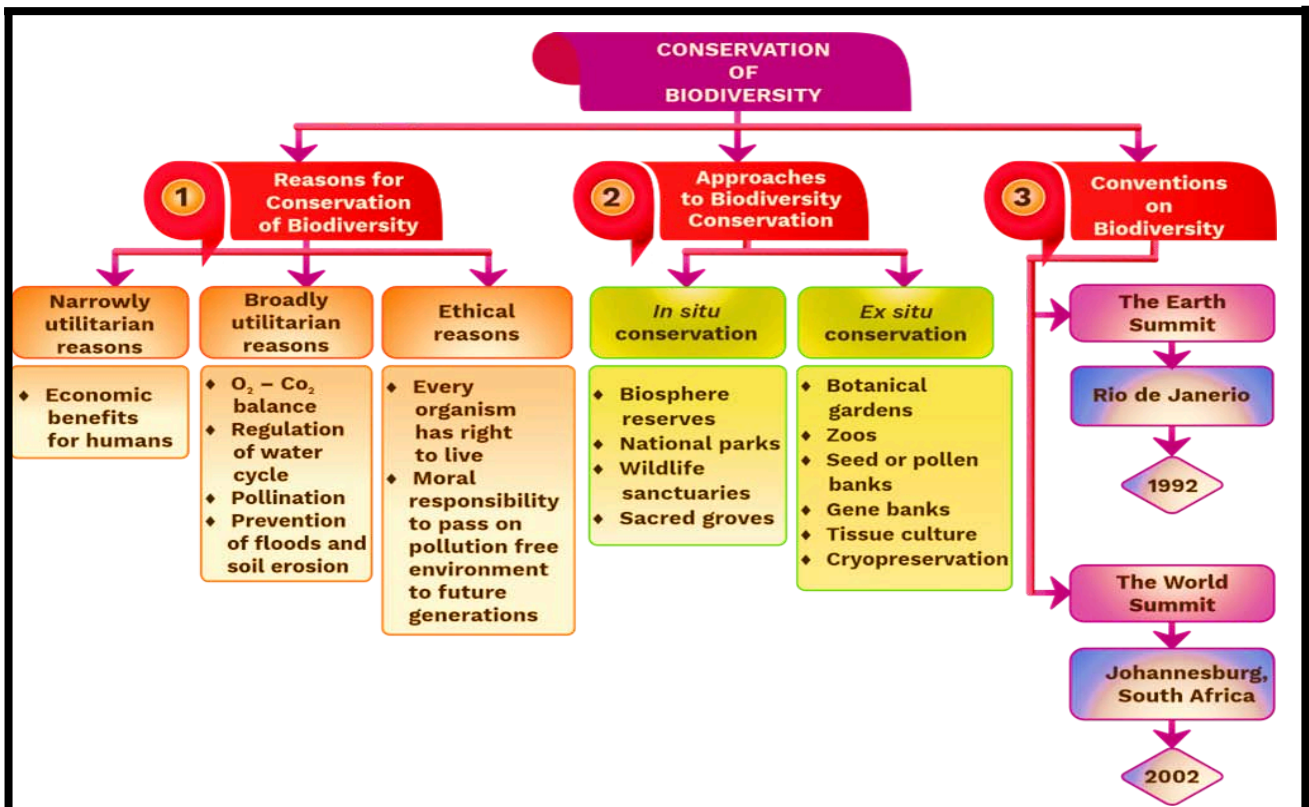 CONSERVATION
OF
BIODIVERSITY
1
Reasons for
Conservation
of Biodiversity
Narrowly
utilitarian
reasons
◆ Economic
benefits
for humans
Broadly
utilitarian
reasons
◆ O₂ – Co₂
balance
◆ Regulation
of water
cycle
◆ Pollination
◆ Prevention
of floods and
soil erosion
Ethical
reasons
◆ Every
organism
has right
to live
◆ Moral
responsibility
to pass on
pollution free
environment
to future
generations
2
Approaches
to Biodiversity
Conservation
In situ
conservation
◆ Biosphere
reserves
◆ National parks
◆ Wildlife
sanctuaries
◆ Sacred groves
Ex situ
conservation
◆ Botanical
gardens
◆ Zoos
◆ Seed or pollen
banks
◆ Gene banks
◆ Tissue culture
◆ Cryopreservation
3
Conventions
on
Biodiversity
The Earth
Summit
Rio de Janerio
1992
The World
Summit
Johannesburg,
South Africa
2002